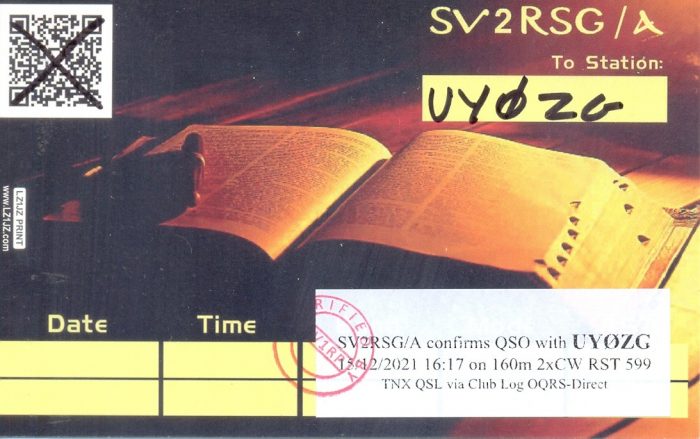 SV2RSG/A
To Station:
UYØZG
LZ1JZ PRINT
www.LZ1JZ.com
Date Time
SV2RSG/A confirms QSO with UYØZG
15/12/2021 16:17 on 160m 2xCW RST 599
TNX QSL via Club Log OQRS-Direct